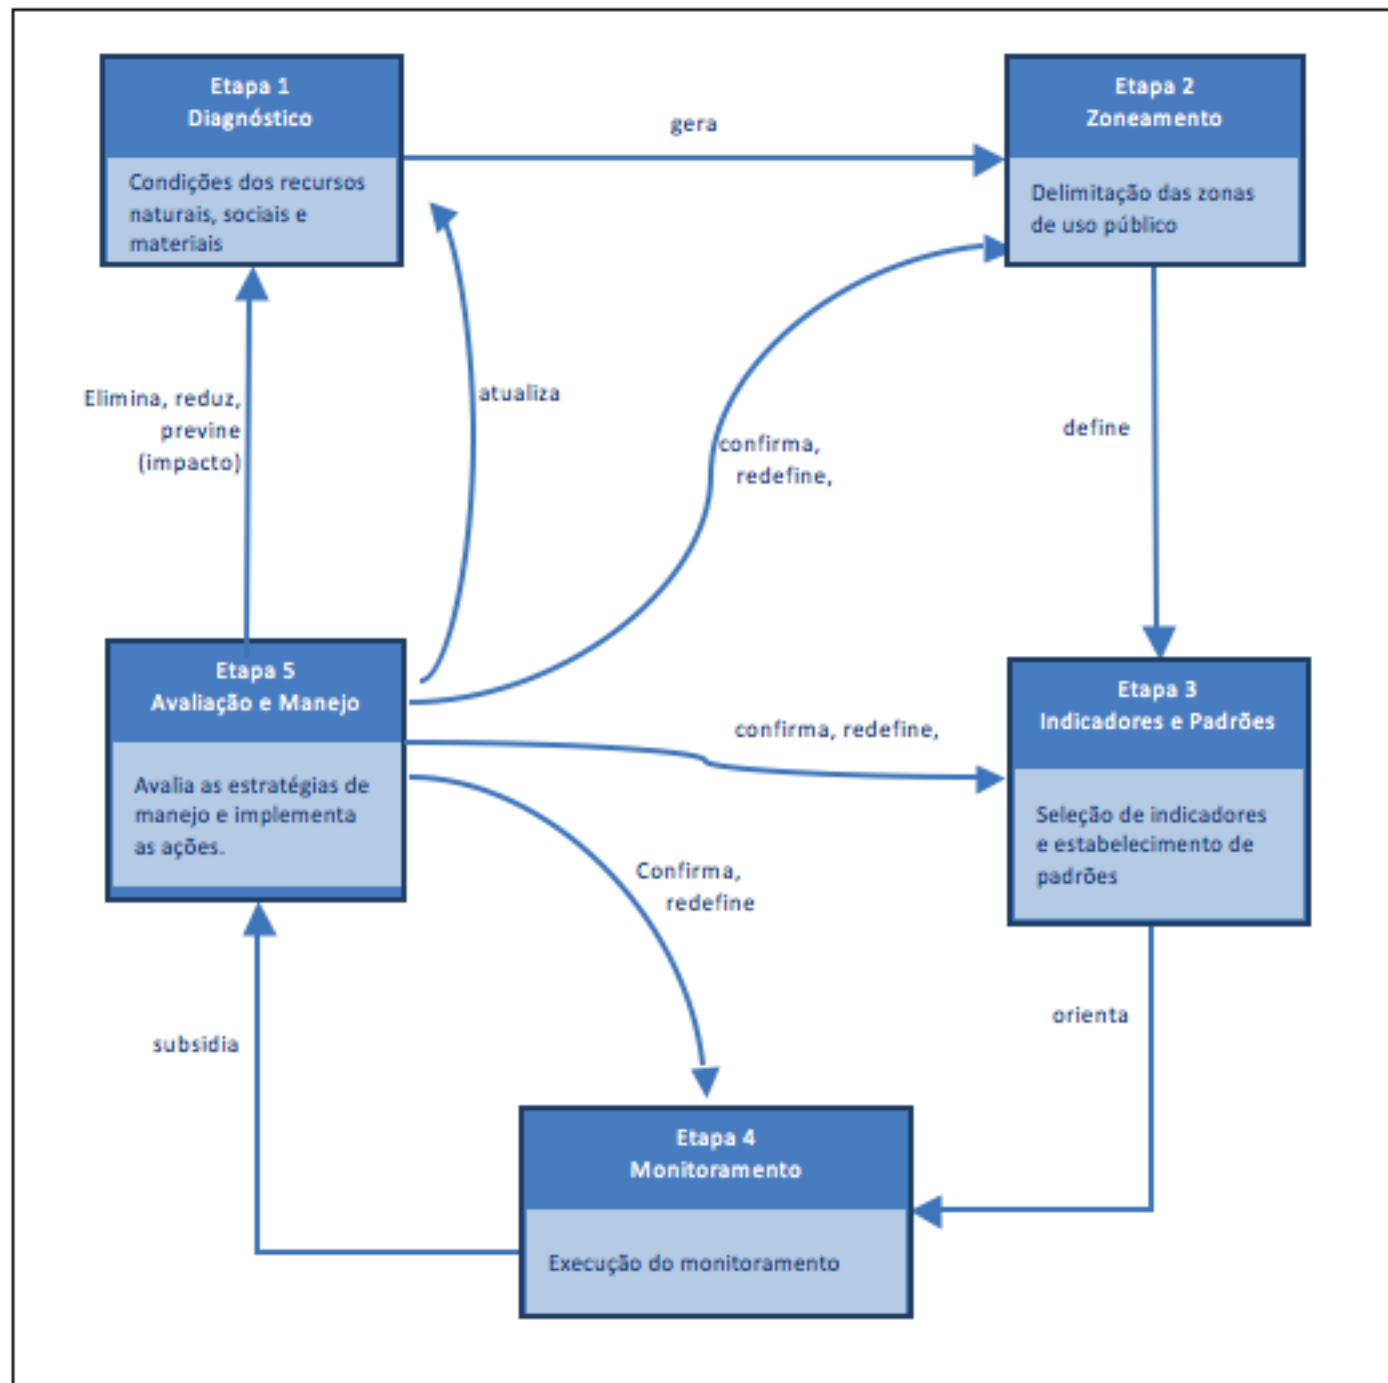 Etapa 1
Diagnóstico
Condições dos recursos
naturais, sociais e
materiais
gera
Etapa 2
Zoneamento
Delimitação das zonas
de uso público
Elimina, reduz,
previne
(impacto)
atualiza
confirma,
redefine,
define
Etapa 5
Avaliação e Manejo
Avalia as estratégias de
manejo e implementa
as ações.
confirma, redefine,
Etapa 3
Indicadores e Padrões
Seleção de indicadores
e estabelecimento de
padrões
Confirma,
redefine
subsidia
orienta
Etapa 4
Monitoramento
Execução do monitoramento